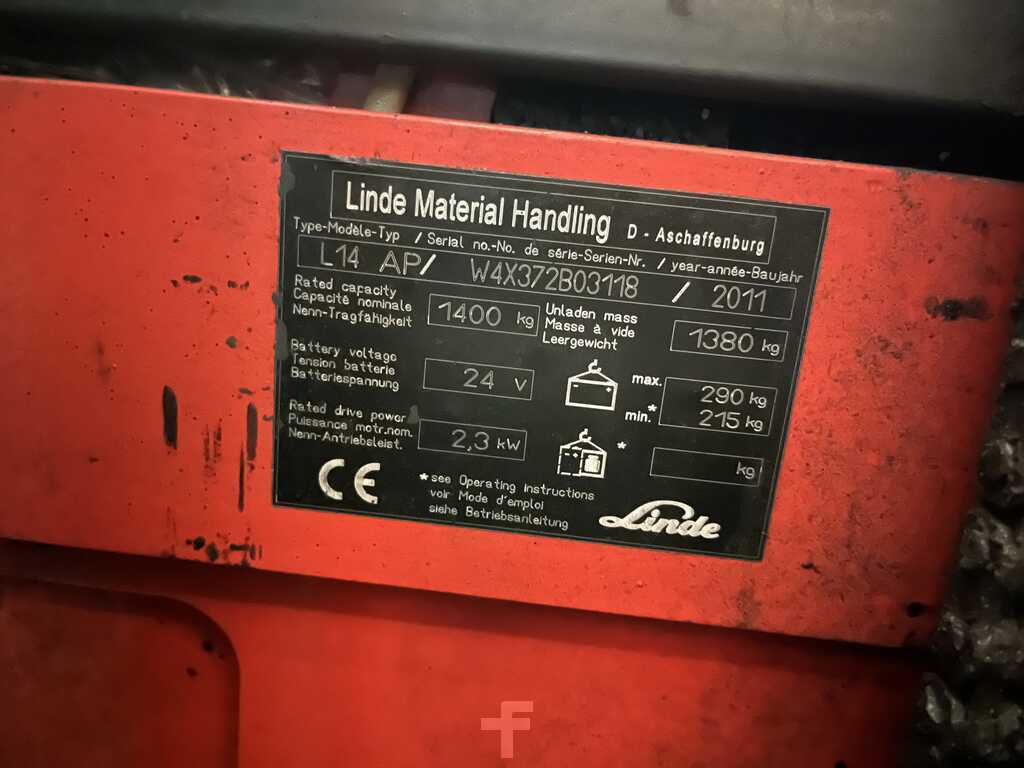 Linde Material Handling D - Aschaffenburg
Type-Modèle-Typ / Serial no.-No. de série-Serien-Nr. / year-année-Baujahr
L14 AP/ W4X372B03118 / 2011
Rated capacity
Capacité nominale
Nenn-Tragfähigkeit
1400 kg
Unladen mass
Masse à vide
Leergewicht
1380 kg
Battery voltage
Tension batterie
Batteriespannung
24 V
max. 290 kg
min.* 215 kg
Rated drive power
Puissance motr.nom.
Nenn-Antriebsleist.
2,3 kW
* kg
CE
*see Operating instructions
voir Mode d'emploi
siehe Betriebsanleitung
Linde